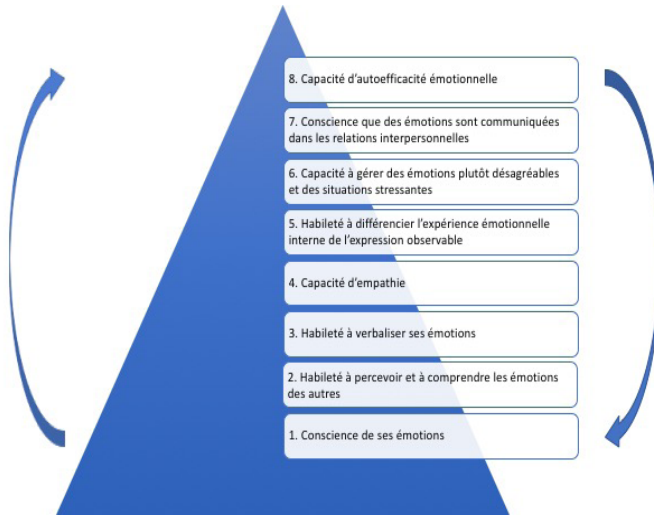 8. Capacité d'autoefficacité émotionnelle
7. Conscience que des émotions sont communiquées
dans les relations interpersonnelles
6. Capacité à gérer des émotions plutôt désagréables
et des situations stressantes
5. Habileté à différencier l'expérience émotionnelle
interne de l'expression observable
4. Capacité d'empathie
3. Habileté à verbaliser ses émotions
2. Habileté à percevoir et à comprendre les émotions
des autres
1. Conscience de ses émotions